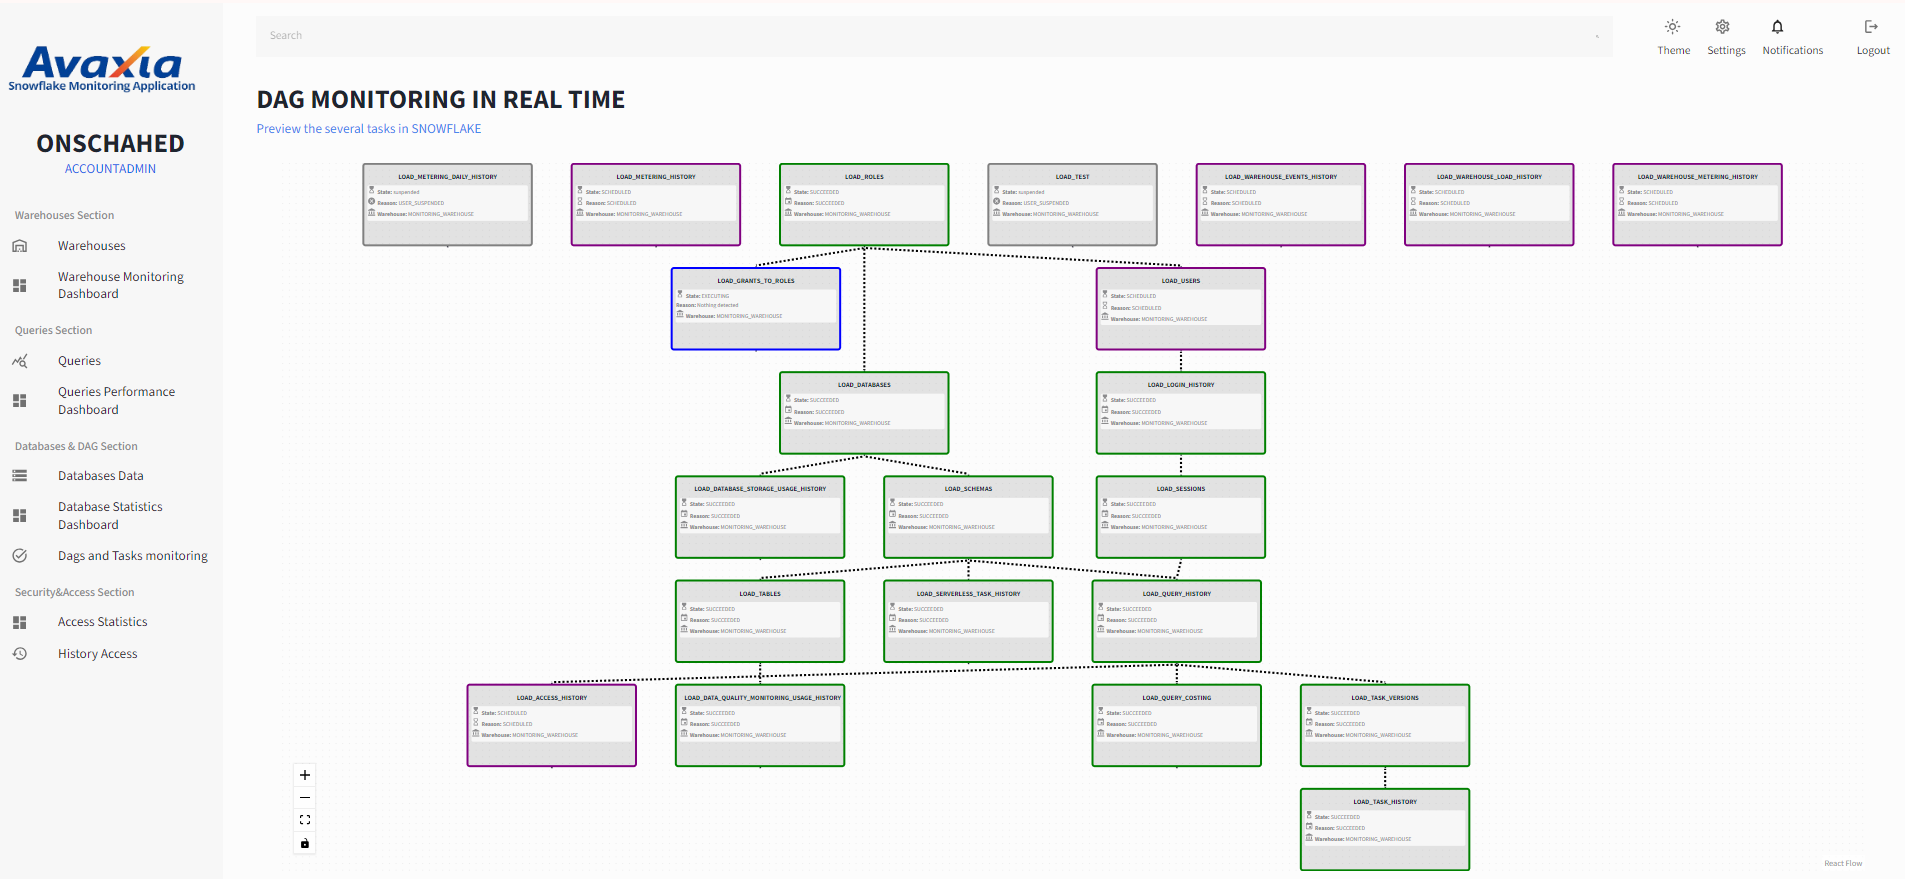 Avaxia
Snowflake Monitoring Application
ONSCHAHED
ACCOUNTADMIN
Warehouses Section
Warehouses
Warehouse Monitoring
Dashboard
Queries Section
Queries
Queries Performance
Dashboard
Databases & DAG Section
Databases Data
Database Statistics
Dashboard
Dags and Tasks monitoring
Security&Access Section
Access Statistics
History Access
Search
Theme
Settings
Notifications
Logout
DAG MONITORING IN REAL TIME
Preview the several tasks in SNOWFLAKE
LOAD_METERING_DAILY_HISTORY
State: suspended
Reason: USER_SUSPENDED
Warehouse: MONITORING_WAREHOUSE
LOAD_METERING_HISTORY
State: SCHEDULED
Reason: SCHEDULED
Warehouse: MONITORING_WAREHOUSE
LOAD_ROLES
State: SUCCEEDED
Reason: SUCCEEDED
Warehouse: MONITORING_WAREHOUSE
LOAD_TEST
State: suspended
Reason: USER_SUSPENDED
Warehouse: MONITORING_WAREHOUSE
LOAD_WAREHOUSE_EVENTS_HISTORY
State: SCHEDULED
Reason: SCHEDULED
Warehouse: MONITORING_WAREHOUSE
LOAD_WAREHOUSE_LOAD_HISTORY
State: SCHEDULED
Reason: SCHEDULED
Warehouse: MONITORING_WAREHOUSE
LOAD_WAREHOUSE_METERING_HISTORY
State: SCHEDULED
Reason: SCHEDULED
Warehouse: MONITORING_WAREHOUSE
LOAD_GRANTS_TO_ROLES
State: EXECUTING
Reason: Nothing detected
Warehouse: MONITORING_WAREHOUSE
LOAD_USERS
State: SCHEDULED
Reason: SCHEDULED
Warehouse: MONITORING_WAREHOUSE
LOAD_DATABASES
State: SUCCEEDED
Reason: SUCCEEDED
Warehouse: MONITORING_WAREHOUSE
LOAD_LOGIN_HISTORY
State: SUCCEEDED
Reason: SUCCEEDED
Warehouse: MONITORING_WAREHOUSE
LOAD_DATABASE_STORAGE_USAGE_HISTORY
State: SUCCEEDED
Reason: SUCCEEDED
Warehouse: MONITORING_WAREHOUSE
LOAD_SCHEMAS
State: SUCCEEDED
Reason: SUCCEEDED
Warehouse: MONITORING_WAREHOUSE
LOAD_SESSIONS
State: SUCCEEDED
Reason: SUCCEEDED
Warehouse: MONITORING_WAREHOUSE
LOAD_TABLES
State: SUCCEEDED
Reason: SUCCEEDED
Warehouse: MONITORING_WAREHOUSE
LOAD_SERVERLESS_TASK_HISTORY
State: SUCCEEDED
Reason: SUCCEEDED
Warehouse: MONITORING_WAREHOUSE
LOAD_QUERY_HISTORY
State: SUCCEEDED
Reason: SUCCEEDED
Warehouse: MONITORING_WAREHOUSE
LOAD_ACCESS_HISTORY
State: SCHEDULED
Reason: SCHEDULED
Warehouse: MONITORING_WAREHOUSE
LOAD_DATA_QUALITY_MONITORING_USAGE_HISTORY
State: SUCCEEDED
Reason: SUCCEEDED
Warehouse: MONITORING_WAREHOUSE
LOAD_QUERY_COSTING
State: SUCCEEDED
Reason: SUCCEEDED
Warehouse: MONITORING_WAREHOUSE
LOAD_TASK_VERSIONS
State: SUCCEEDED
Reason: SUCCEEDED
Warehouse: MONITORING_WAREHOUSE
LOAD_TASK_HISTORY
State: SUCCEEDED
Reason: SUCCEEDED
Warehouse: MONITORING_WAREHOUSE
React Flow